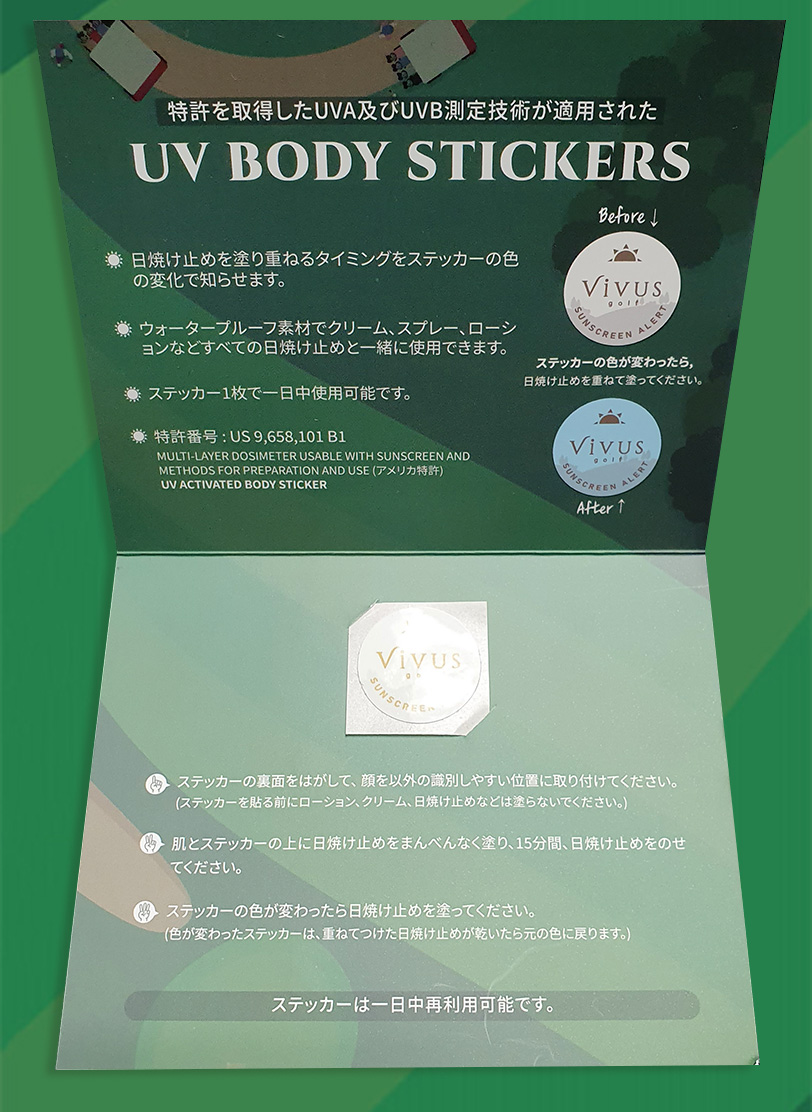 特許を取得したUVA及びUVB測定技術が適用された
UV BODY STICKERS
日焼け止めを塗り重ねるタイミングをステッカーの色
の変化で知らせます。
ウォータープルーフ素材でクリーム、スプレー、ローシ
ョンなどすべての日焼け止めと一緒に使用できます。
ステッカー1枚で一日中使用可能です。
特許番号 : US 9,658,101 B1
MULTI-LAYER DOSIMETER USABLE WITH SUNSCREEN AND
METHODS FOR PREPARATION AND USE (アメリカ特許)
UV ACTIVATED BODY STICKER
Before ↓
ViVUS
golf
SUNSCREEN ALERT
ステッカーの色が変わったら,
日焼け止めを重ねて塗ってください。
ViVUS
golf
SUNSCREEN ALERT
After ↑
ViVUS
SUNSCREEN
ステッカーの裏面をはがして、顔を以外の識別しやすい位置に取り付けてください。
(ステッカーを貼る前にローション、クリーム、日焼け止めなどは塗らないでください。)
肌とステッカーの上に日焼け止めをまんべんなく塗り、15分間、日焼け止めをのせ
てください。
ステッカーの色が変わったら日焼け止めを塗ってください。
(色が変わったステッカーは、重ねてつけた日焼け止めが乾いたら元の色に戻ります。)
ステッカーは一日中再利用可能です。